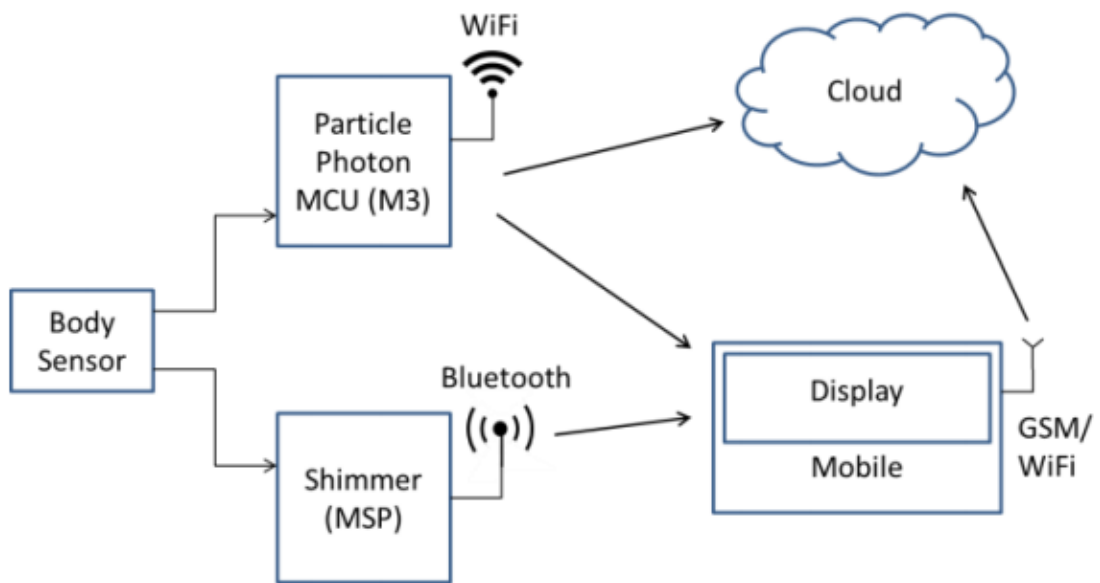 WiFi
Particle
Photon
MCU (M3)
Cloud
Body
Sensor
Bluetooth
Shimmer
(MSP)
Display
Mobile
GSM/
WiFi